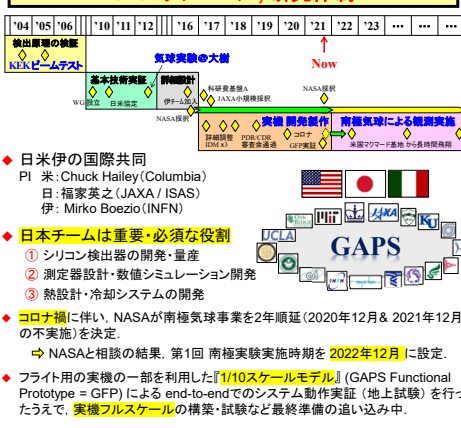 '04 '05 '06 '10 '11 '12 '16 '17 '18 '19 '20 '21 '22 '23 ... ... ...
検出原理の検証
KEKビームテスト
気球実験@大樹
Now
基本技術実証
詳細設計
WG設立
日米協定
伊チーム加入
科研費基盤A
JAXA小規模採択
NASA採択
NASA採択
実機 開発製作
南極気球による観測実施
詳細調整
IDM x3
PDR/CDR
審査会通過
コロナ
GFP実証
米国マクマード基地 から長時間飛翔
◆ 日米伊の国際共同
PI 米：Chuck Hailey（Columbia）
日：福家英之（JAXA / ISAS）
伊： Mirko Boezio（INFN）
◆ 日本チームは重要・必須な役割
① シリコン検出器の開発・量産
② 測定器設計・数値シミュレーション開発
③ 熱設計・冷却システムの開発
UCLA
MIT
JAXA
KU
GAPS
◆ コロナ禍に伴い，NASAが南極気球事業を2年順延（2020年12月& 2021年12月
の不実施）を決定．
⇨ NASAと相談の結果，第1回 南極実験実施時期を 2022年12月 に設定．
◆ フライト用の実機の一部を利用した『1/10スケールモデル』 (GAPS Functional
Prototype = GFP) による end-to-endでのシステム動作実証 （地上試験） を行っ
たうえで，実機フルスケールの構築・試験など最終準備の追い込み中．